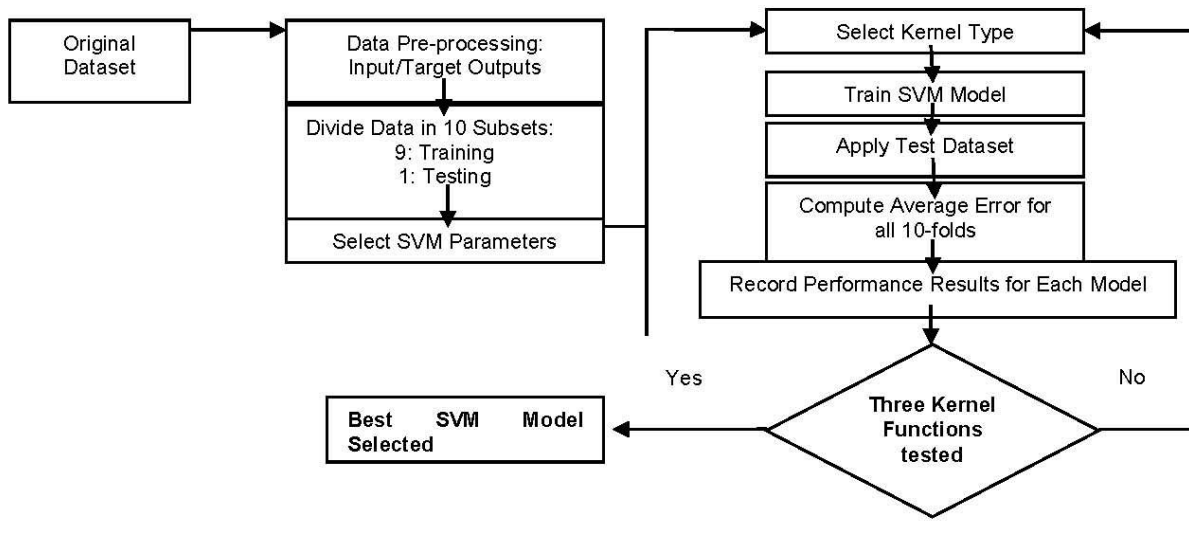 Original
Dataset
Data Pre-processing:
Input/Target Outputs
Divide Data in 10 Subsets:
9: Training
1: Testing
Select SVM Parameters
Select Kernel Type
Train SVM Model
Apply Test Dataset
Compute Average Error for
all 10-folds
Record Performance Results for Each Model
Three Kernel
Functions
tested
Yes
No
Best SVM Model
Selected